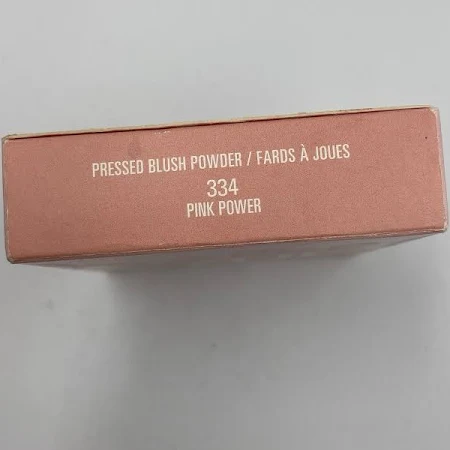 PRESSED BLUSH POWDER / FARDS À JOUES
334
PINK POWER